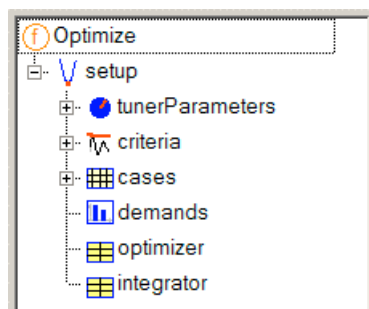 Optimize
setup
tunerParameters
criteria
cases
demands
optimizer
integrator